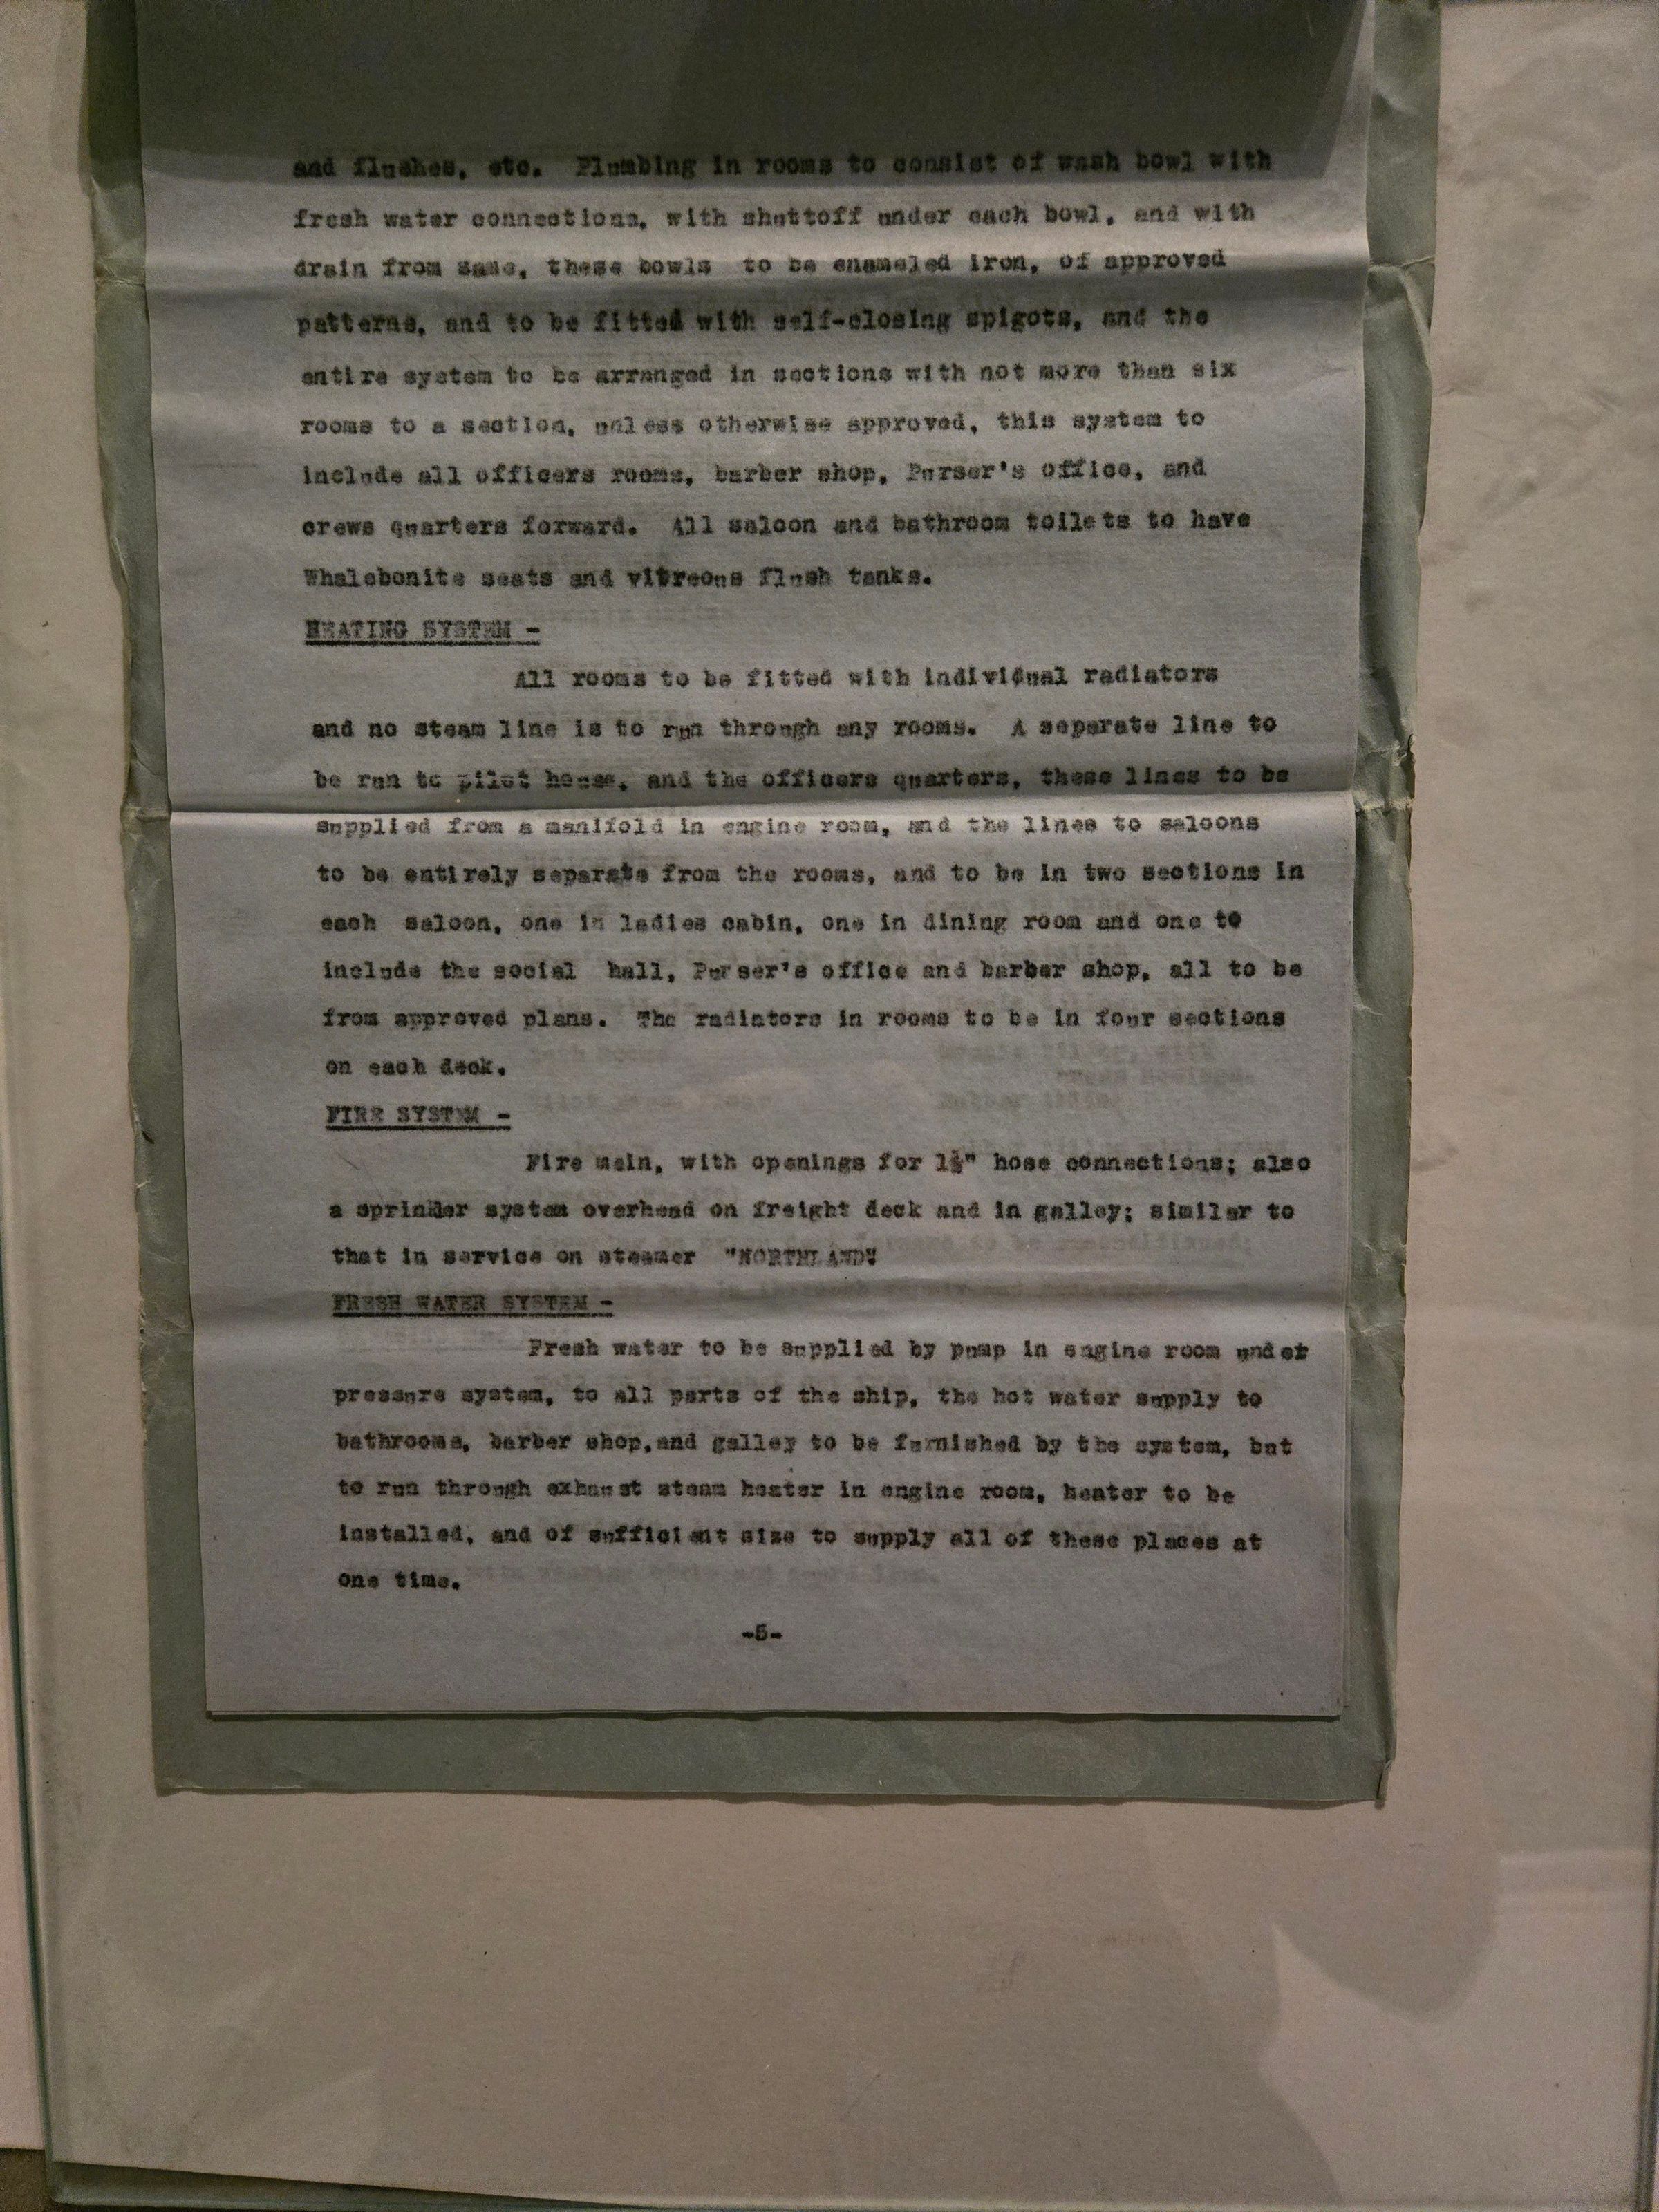 and flushes, etc. Plumbing in rooms to consist of wash bowl with
fresh water connections, with shuttoff under each bowl, and with
drain from same, these bowls to be enameled iron, of approved
patterns, and to be fitted with self-closing spigots, and the
entire system to be arranged in sections with not more than six
rooms to a section, unless otherwise approved, this system to
include all officers rooms, barber shop, Purser's office, and
crews quarters forward. All saloon and bathroom toilets to have
Whalebonite seats and vitreous flush tanks.
HEATING SYSTEM -
All rooms to be fitted with individual radiators
and no steam line is to run through any rooms. A separate line to
be run to pilot house, and the officers quarters, these lines to be
supplied from a manifold in engine room, and the lines to saloons
to be entirely separate from the rooms, and to be in two sections in
each saloon, one in ladies cabin, one in dining room and one to
include the social hall, Purser's office and barber shop, all to be
from approved plans. The radiators in rooms to be in four sections
on each deck.
FIRE SYSTEM -
Fire main, with openings for 1½" hose connections; also
a sprinkler system overhead on freight deck and in galley; similar to
that in service on steamer "NORTHLAND"
FRESH WATER SYSTEM -
Fresh water to be supplied by pump in engine room under
pressure system, to all parts of the ship, the hot water supply to
bathrooms, barber shop,and galley to be furnished by the system, but
to run through exhaust steam heater in engine room, heater to be
installed, and of sufficient size to supply all of these places at
one time.
-5-